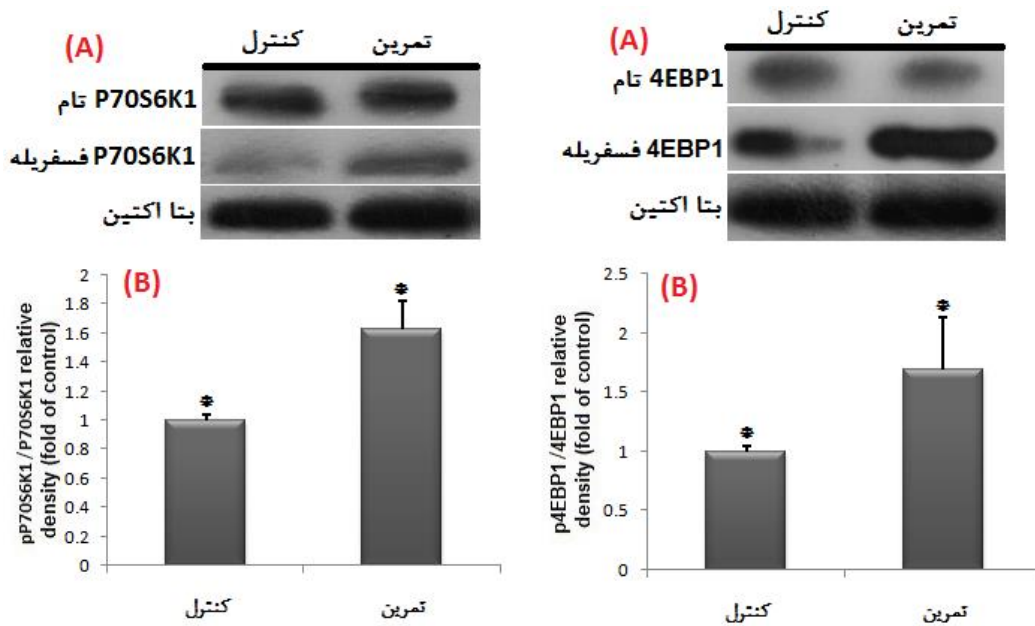 (A)
کنترل تمرین
P70S6K1 تام
P70S6K1 فسفریله
بتا اکتین
(B)
pP70S6K1/P70S6K1 relative
density (fold of control)
2
1.8
1.6
1.4
1.2
1
0.8
0.6
0.4
0.2
0
*
*
کنترل
تمرین
(A)
کنترل تمرین
4EBP1 تام
4EBP1 فسفریله
بتا اکتین
(B)
p4EBP1/4EBP1 relative
density (fold of control)
2.5
2
1.5
1
0.5
0
*
*
کنترل
تمرین